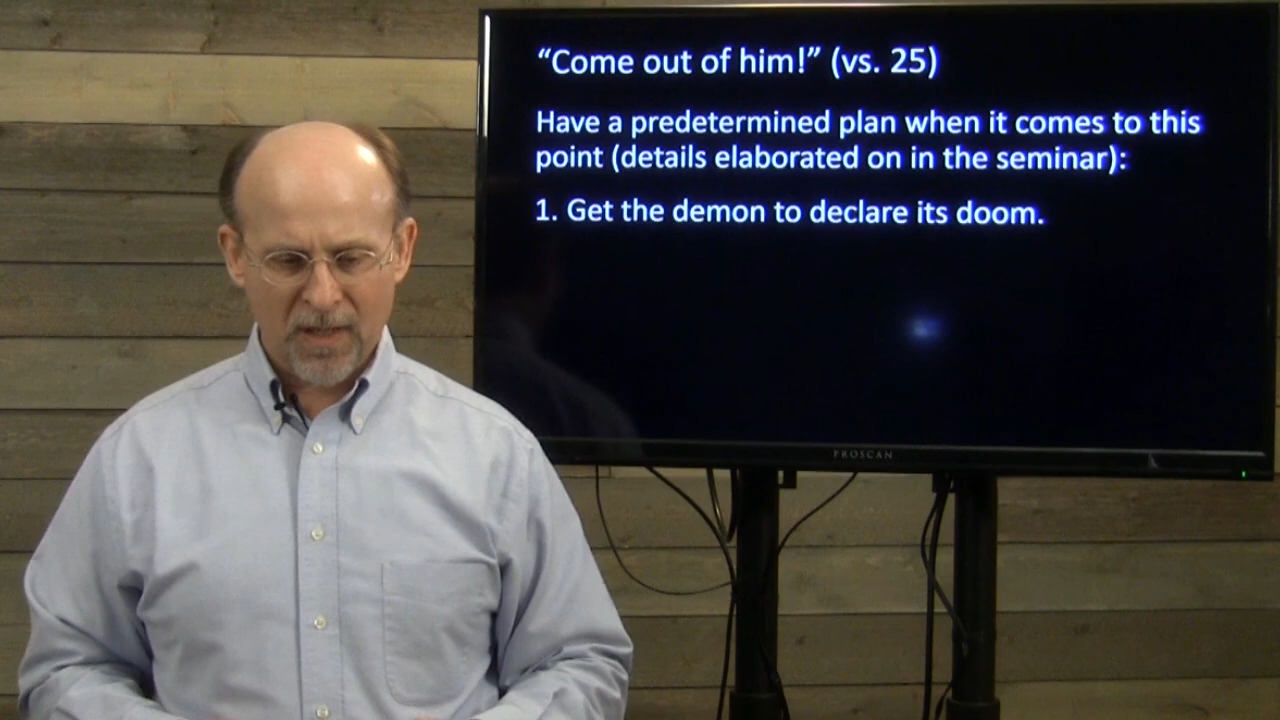 “Come out of him!” (vs. 25)
Have a predetermined plan when it comes to this
point (details elaborated on in the seminar):
1. Get the demon to declare its doom.
PROSCAN